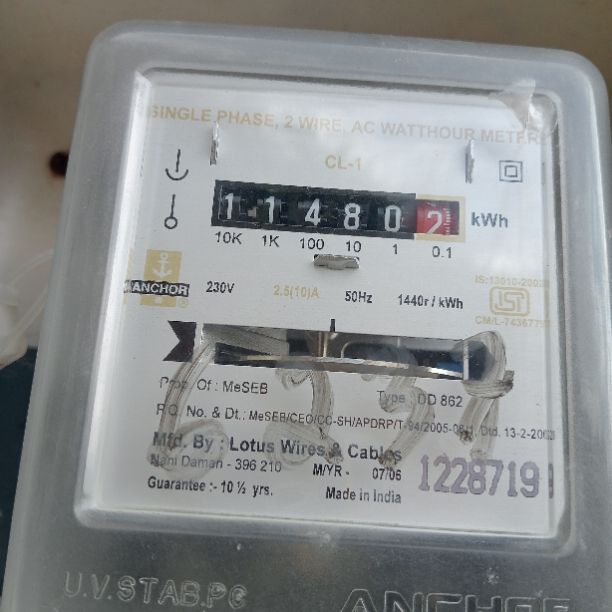 SINGLE PHASE, 2 WIRE, AC WATTHOUR METER
CL-1
1 1 4 8 0 2 kWh
10K 1K 100 10 1 0.1
ANCHOR 230V 2.5(10)A 50Hz 1440r / kWh
IS:13010-2002
ISI
Prop. Of : MeSEB
Type : DD 862
P.O. No. & Dt.: MeSEB/CEO/CC-SH/APDRP/T-94/2005-06/1, Dtd. 13-2-2006
Mfd. By : Lotus Wires & Cables
Nani Daman - 396 210 M/YR - 07/06
Guarantee :- 10 ½ yrs. Made in India
1228719
U.V.STAB.PC ANCHOR